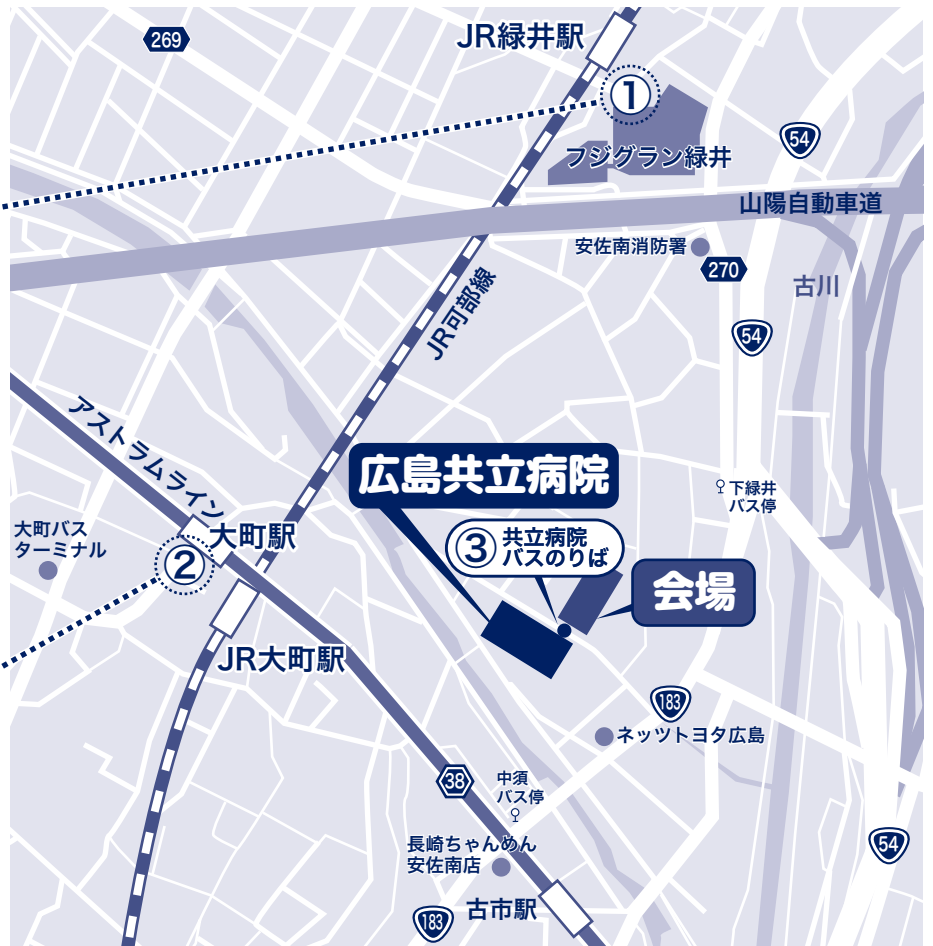 269
JR緑井駅
①
54
フジグラン緑井
山陽自動車道
安佐南消防署
270
古川
54
JR可部線
アストラムライン
広島共立病院
下緑井
バス停
大町バス
ターミナル
大町駅
②
③
共立病院
バスのりば
会場
JR大町駅
183
ネッツトヨタ広島
38
中須
バス停
長崎ちゃんめん
安佐南店
54
古市駅
183